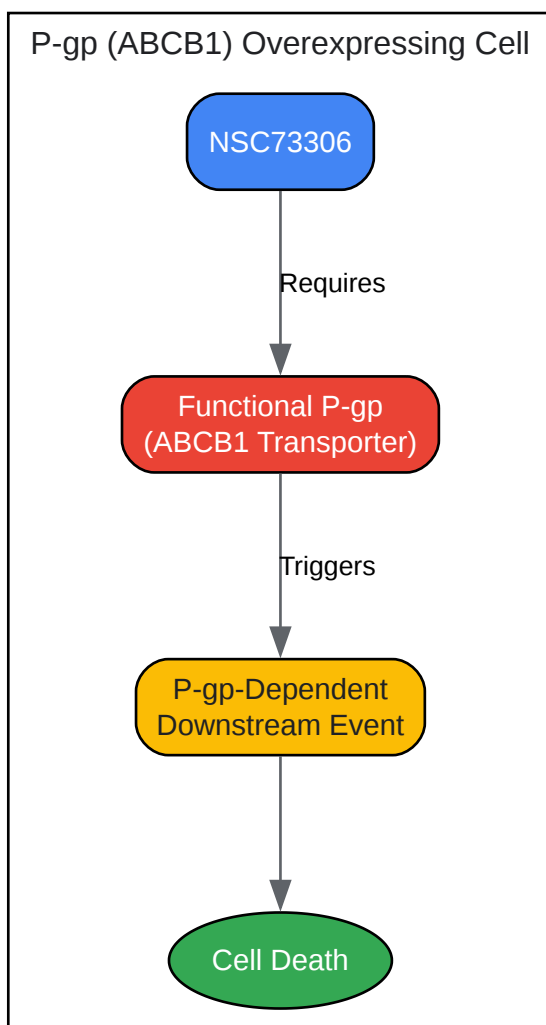 P-gp (ABCB1) Overexpressing Cell
NSC73306
Requires
Functional P-gp
(ABCB1 Transporter)
Triggers
P-gp-Dependent
Downstream Event
Cell Death